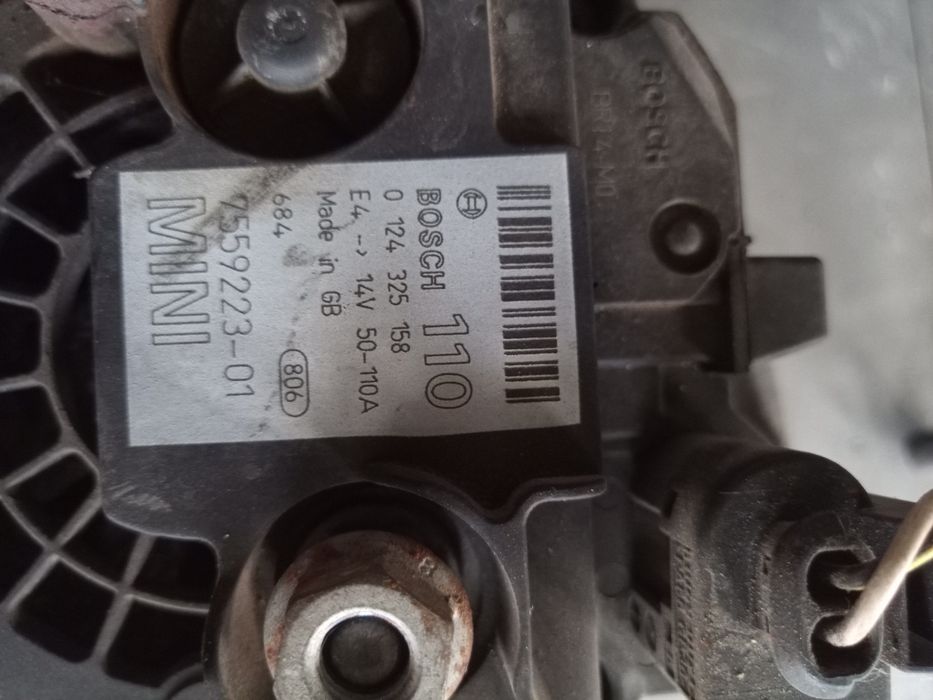 BOSCH 110
0 124 325 158
E4 --> 14V 50-110A
Made in GB
684 806
7559223-01
MINI
BOSCH
8